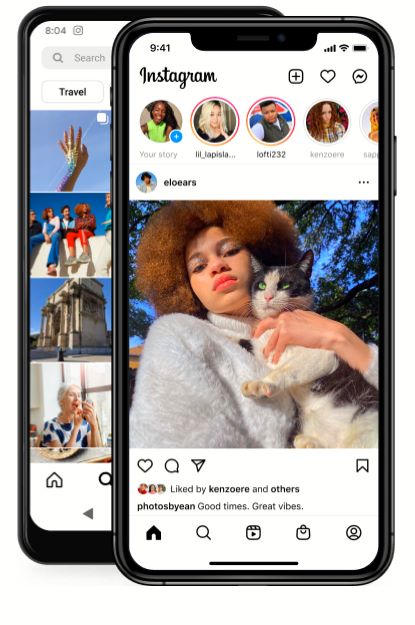 8:04
Search
Travel
9:41
Instagram
Your story
lil_lapisla...
lofti232
kenzoere
sapp
eloears
Liked by kenzoere and others
photosbyean Good times. Great vibes.